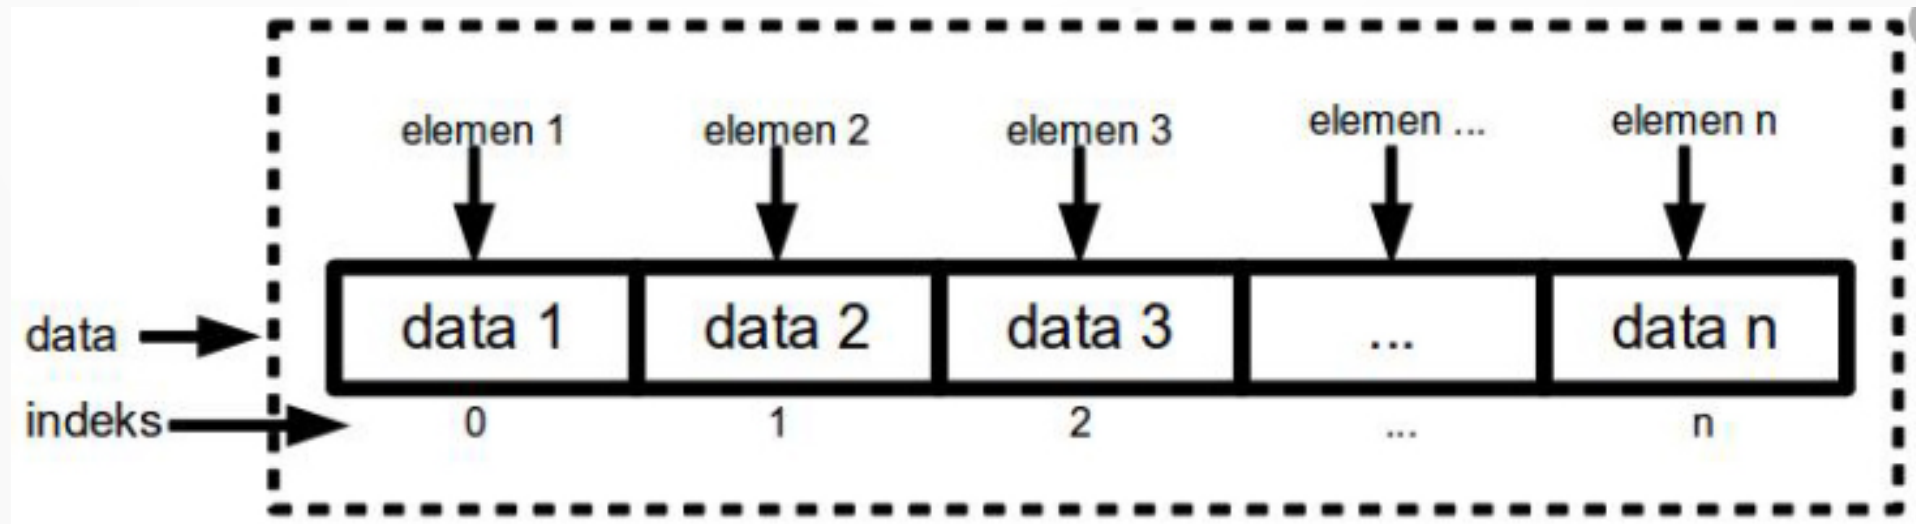 elemen 1 elemen 2 elemen 3 elemen ... elemen n
data data 1 data 2 data 3 ... data n
indeks 0 1 2 ... n